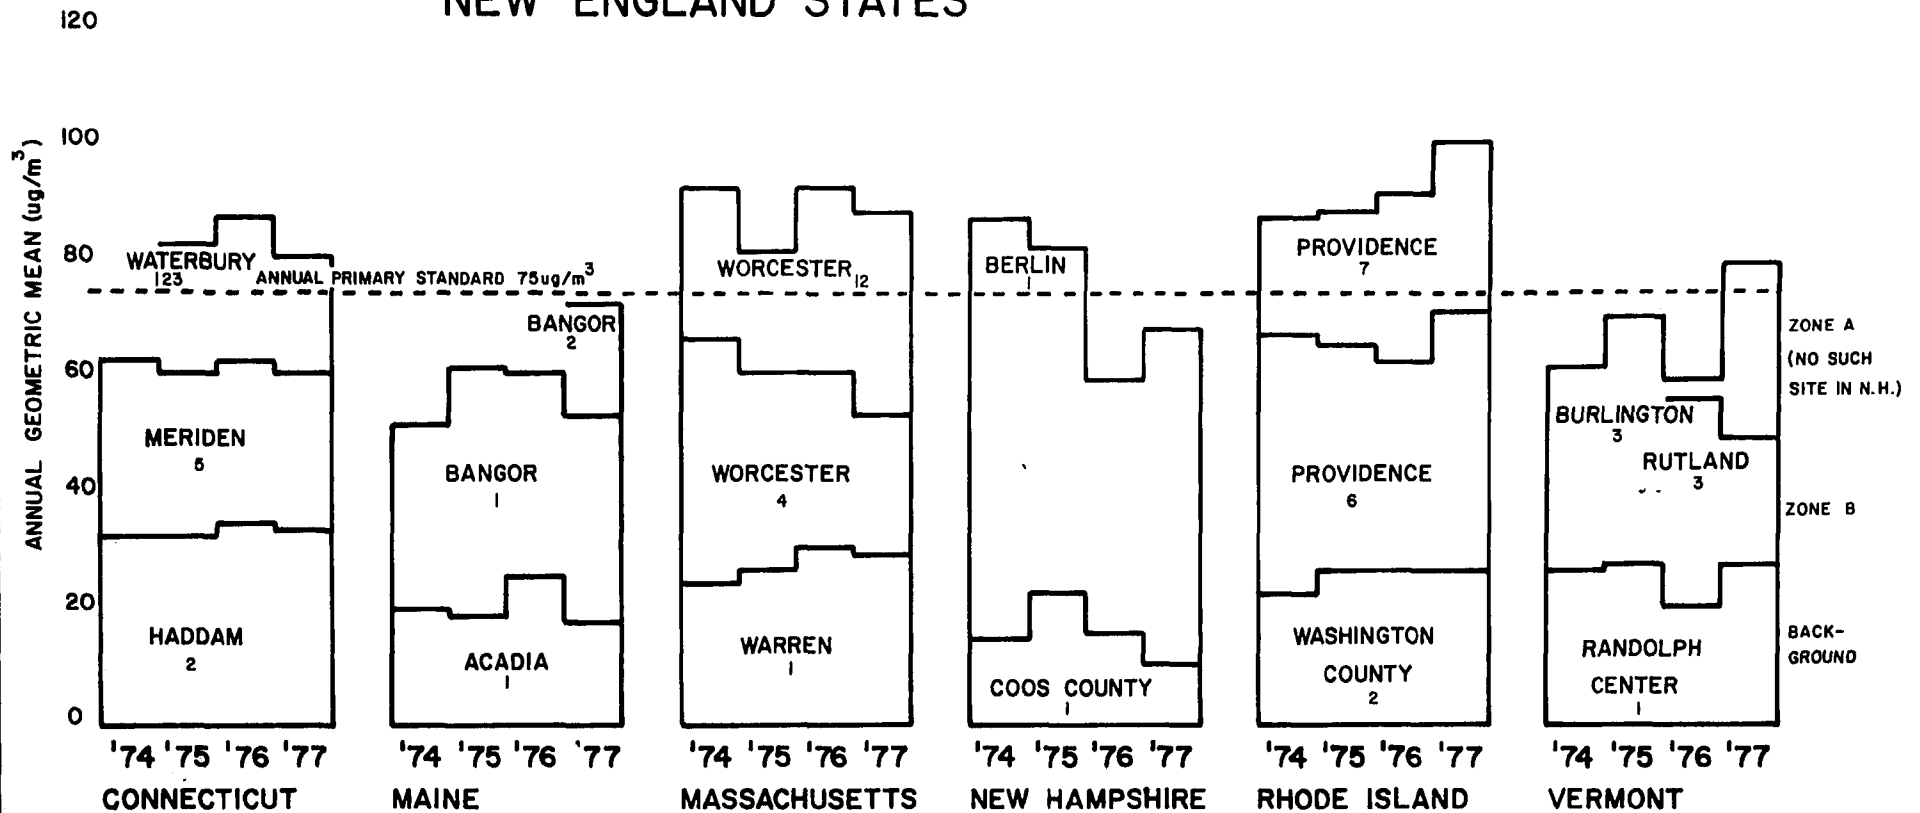 NEW ENGLAND STATES
120
100
80
60
40
20
0
ANNUAL GEOMETRIC MEAN (ug/m³)
WATERBURY
123
ANNUAL PRIMARY STANDARD 75ug/m³
MERIDEN
5
HADDAM
2
BANGOR
2
BANGOR
1
ACADIA
1
WORCESTER 12
WORCESTER
4
WARREN
1
BERLIN
1
COOS COUNTY
1
PROVIDENCE
7
PROVIDENCE
6
WASHINGTON
COUNTY
2
BURLINGTON
3
RUTLAND
3
RANDOLPH
CENTER
1
ZONE A
(NO SUCH
SITE IN N.H.)
ZONE B
BACK-
GROUND
'74 '75 '76 '77
'74 '75 '76 '77
'74 '75 '76 '77
'74 '75 '76 '77
'74 '75 '76 '77
'74 '75 '76 '77
CONNECTICUT
MAINE
MASSACHUSETTS
NEW HAMPSHIRE
RHODE ISLAND
VERMONT